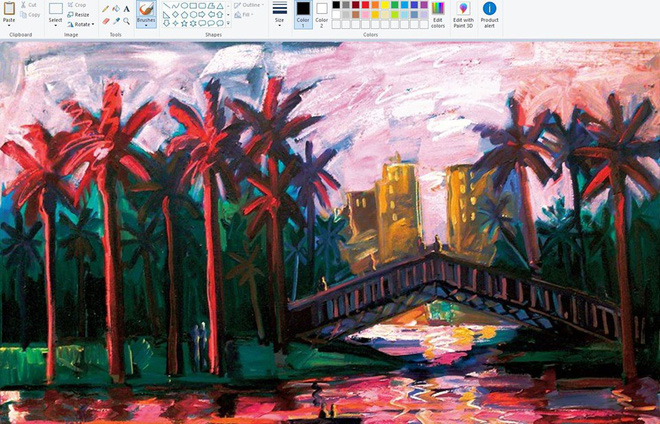 Paste
Cut
Copy
Select
Crop
Resize
Rotate
A
Brushes
Outline
Fill
Size
Color
1
Color
2
Edit
colors
Edit with
Paint 3D
Product
alert
Clipboard
Image
Tools
Shapes
Colors